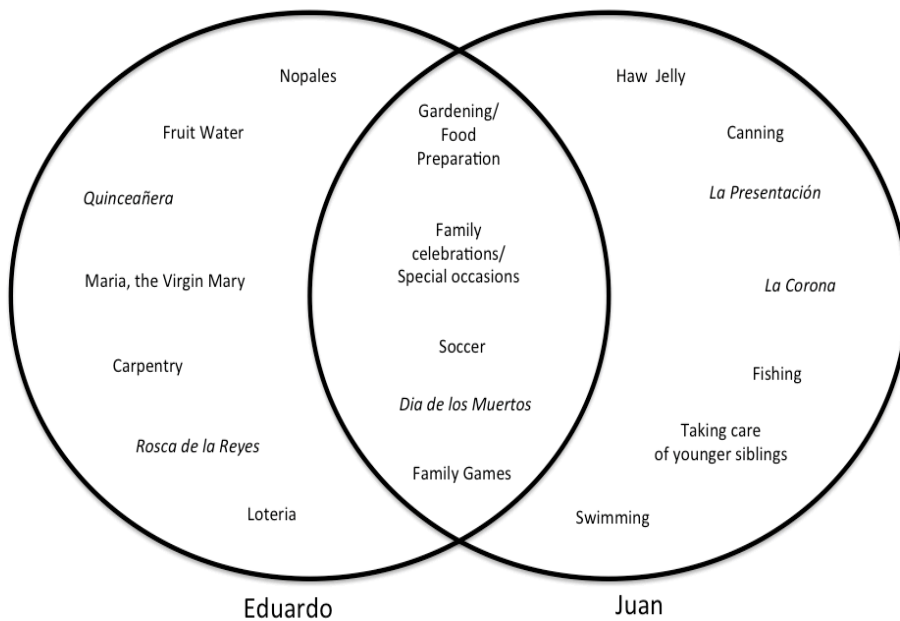 Nopales
Fruit Water
Quinceañera
Maria, the Virgin Mary
Carpentry
Rosca de la Reyes
Loteria
Gardening/
Food
Preparation
Family
celebrations/
Special occasions
Soccer
Dia de los Muertos
Family Games
Haw Jelly
Canning
La Presentación
La Corona
Fishing
Taking care
of younger siblings
Swimming
Eduardo
Juan